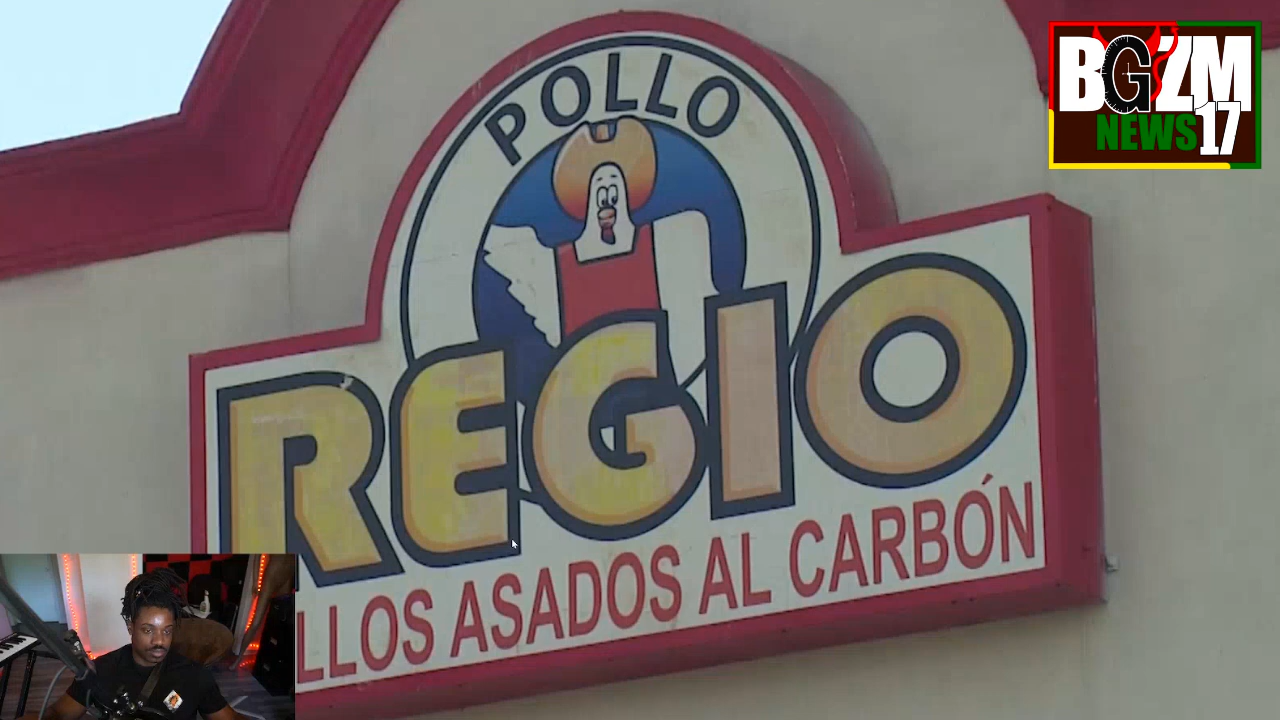 POLLO
REGIO
LLOS ASADOS AL CARBÓN
BGZM
NEWS 17